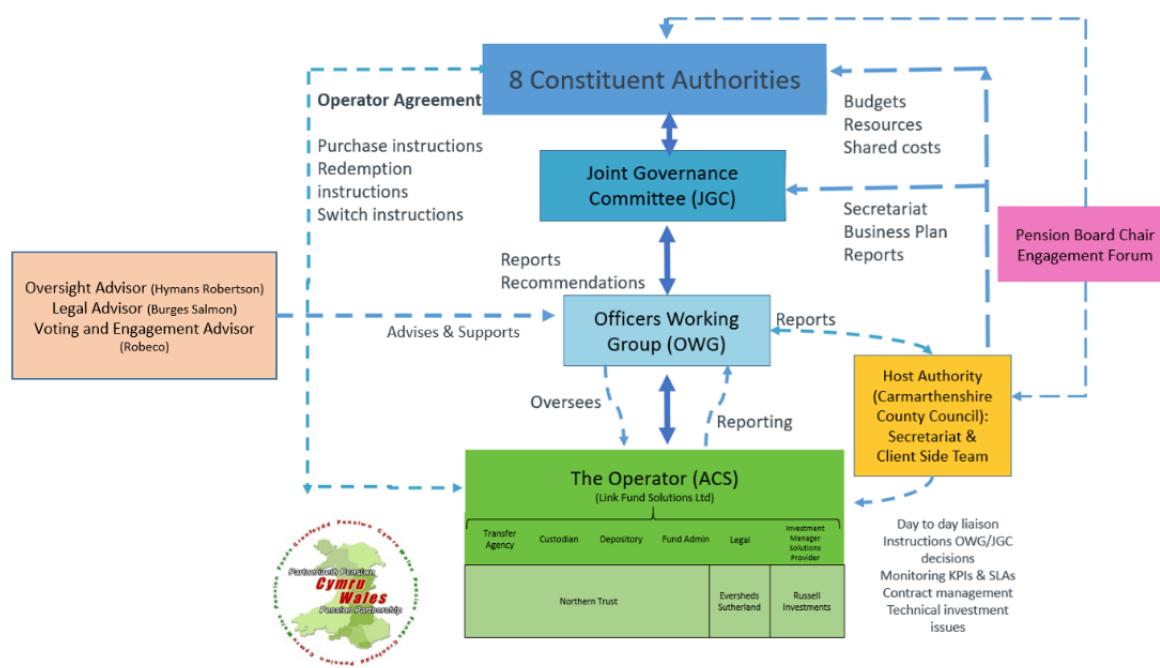 8 Constituent Authorities
Operator Agreement
Purchase instructions
Redemption
instructions
Switch instructions
Budgets
Resources
Shared costs
Joint Governance
Committee (JGC)
Secretariat
Business Plan
Reports
Pension Board Chair
Engagement Forum
Reports
Recommendations
Oversight Advisor (Hymans Robertson)
Legal Advisor (Burges Salmon)
Voting and Engagement Advisor
(Robeco)
Advises & Supports
Officers Working
Group (OWG)
Reports
Host Authority
(Carmarthenshire
County Council):
Secretariat &
Client Side Team
Oversees
Reporting
The Operator (ACS)
(Link Fund Solutions Ltd)
Transfer
Agency
Custodian
Depository
Fund Admin
Legal
Investment
Manager
Solutions
Provider
Northern Trust
Eversheds
Sutherland
Russell
Investments
Day to day liaison
Instructions OWG/JGC
decisions
Monitoring KPIs & SLAs
Contract management
Technical investment
issues
Partneriaeth Pensiwn
Cymru
Wales
Pension Partnership